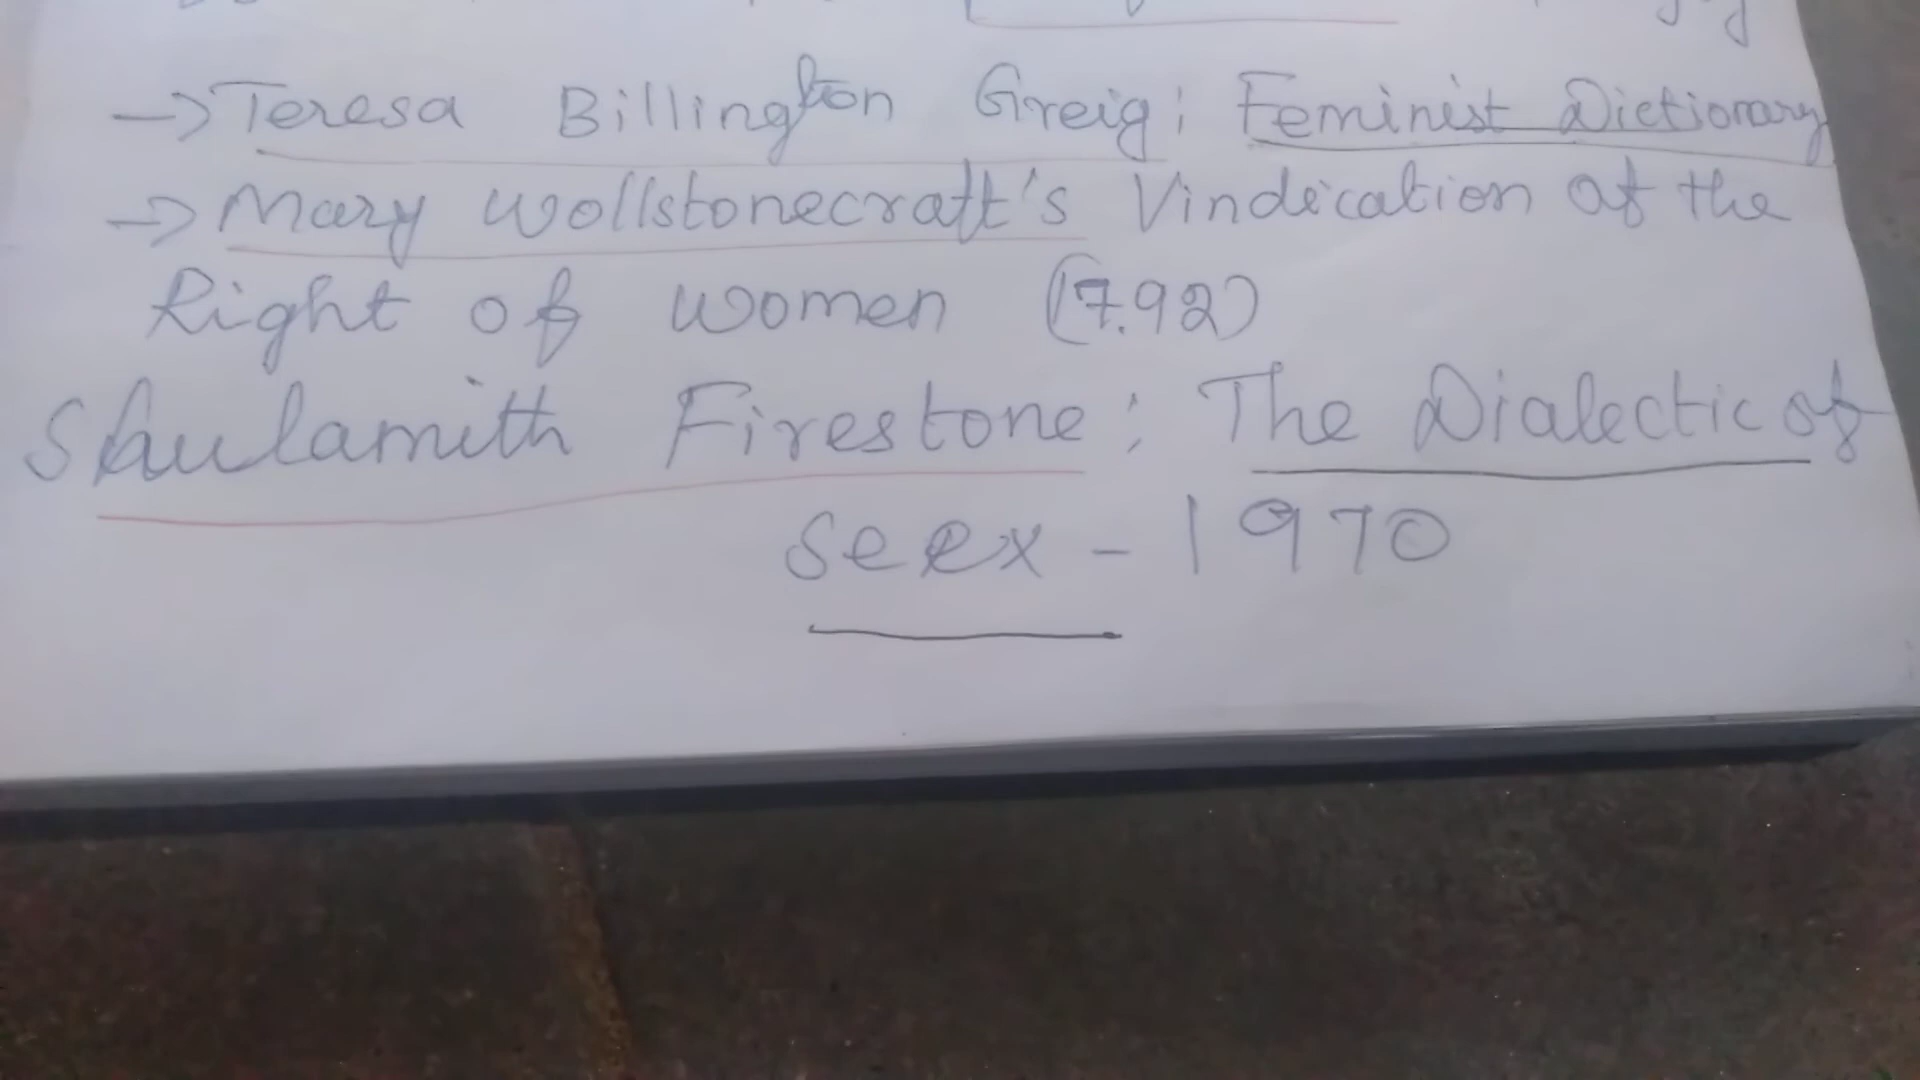 → Teresa Billington Greig; Feminist Dictionary
→ Mary Wollstonecraft's Vindication of the
Right of women (1792)
Shulamith Firestone: The Dialectic of
seex - 1970